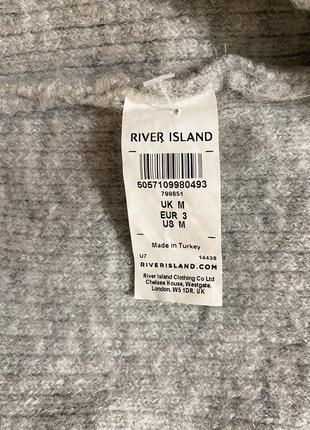 RIVER ISLAND
5057109980493
799851
UK M
EUR 3
US M
Made in Turkey
U7 14438
RIVERISLAND.COM
River Island Clothing Co Ltd
Chelsea House, Westgate,
London, W5 1DR. UK